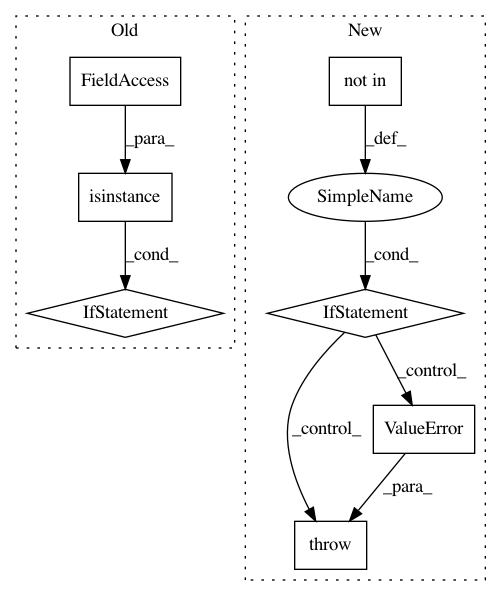 Old
New
FieldAccess
not in
_para_
_def_
isinstance
SimpleName
_cond_
_cond_
IfStatement
IfStatement
_control_
_control_
ValueError
_para_
throw